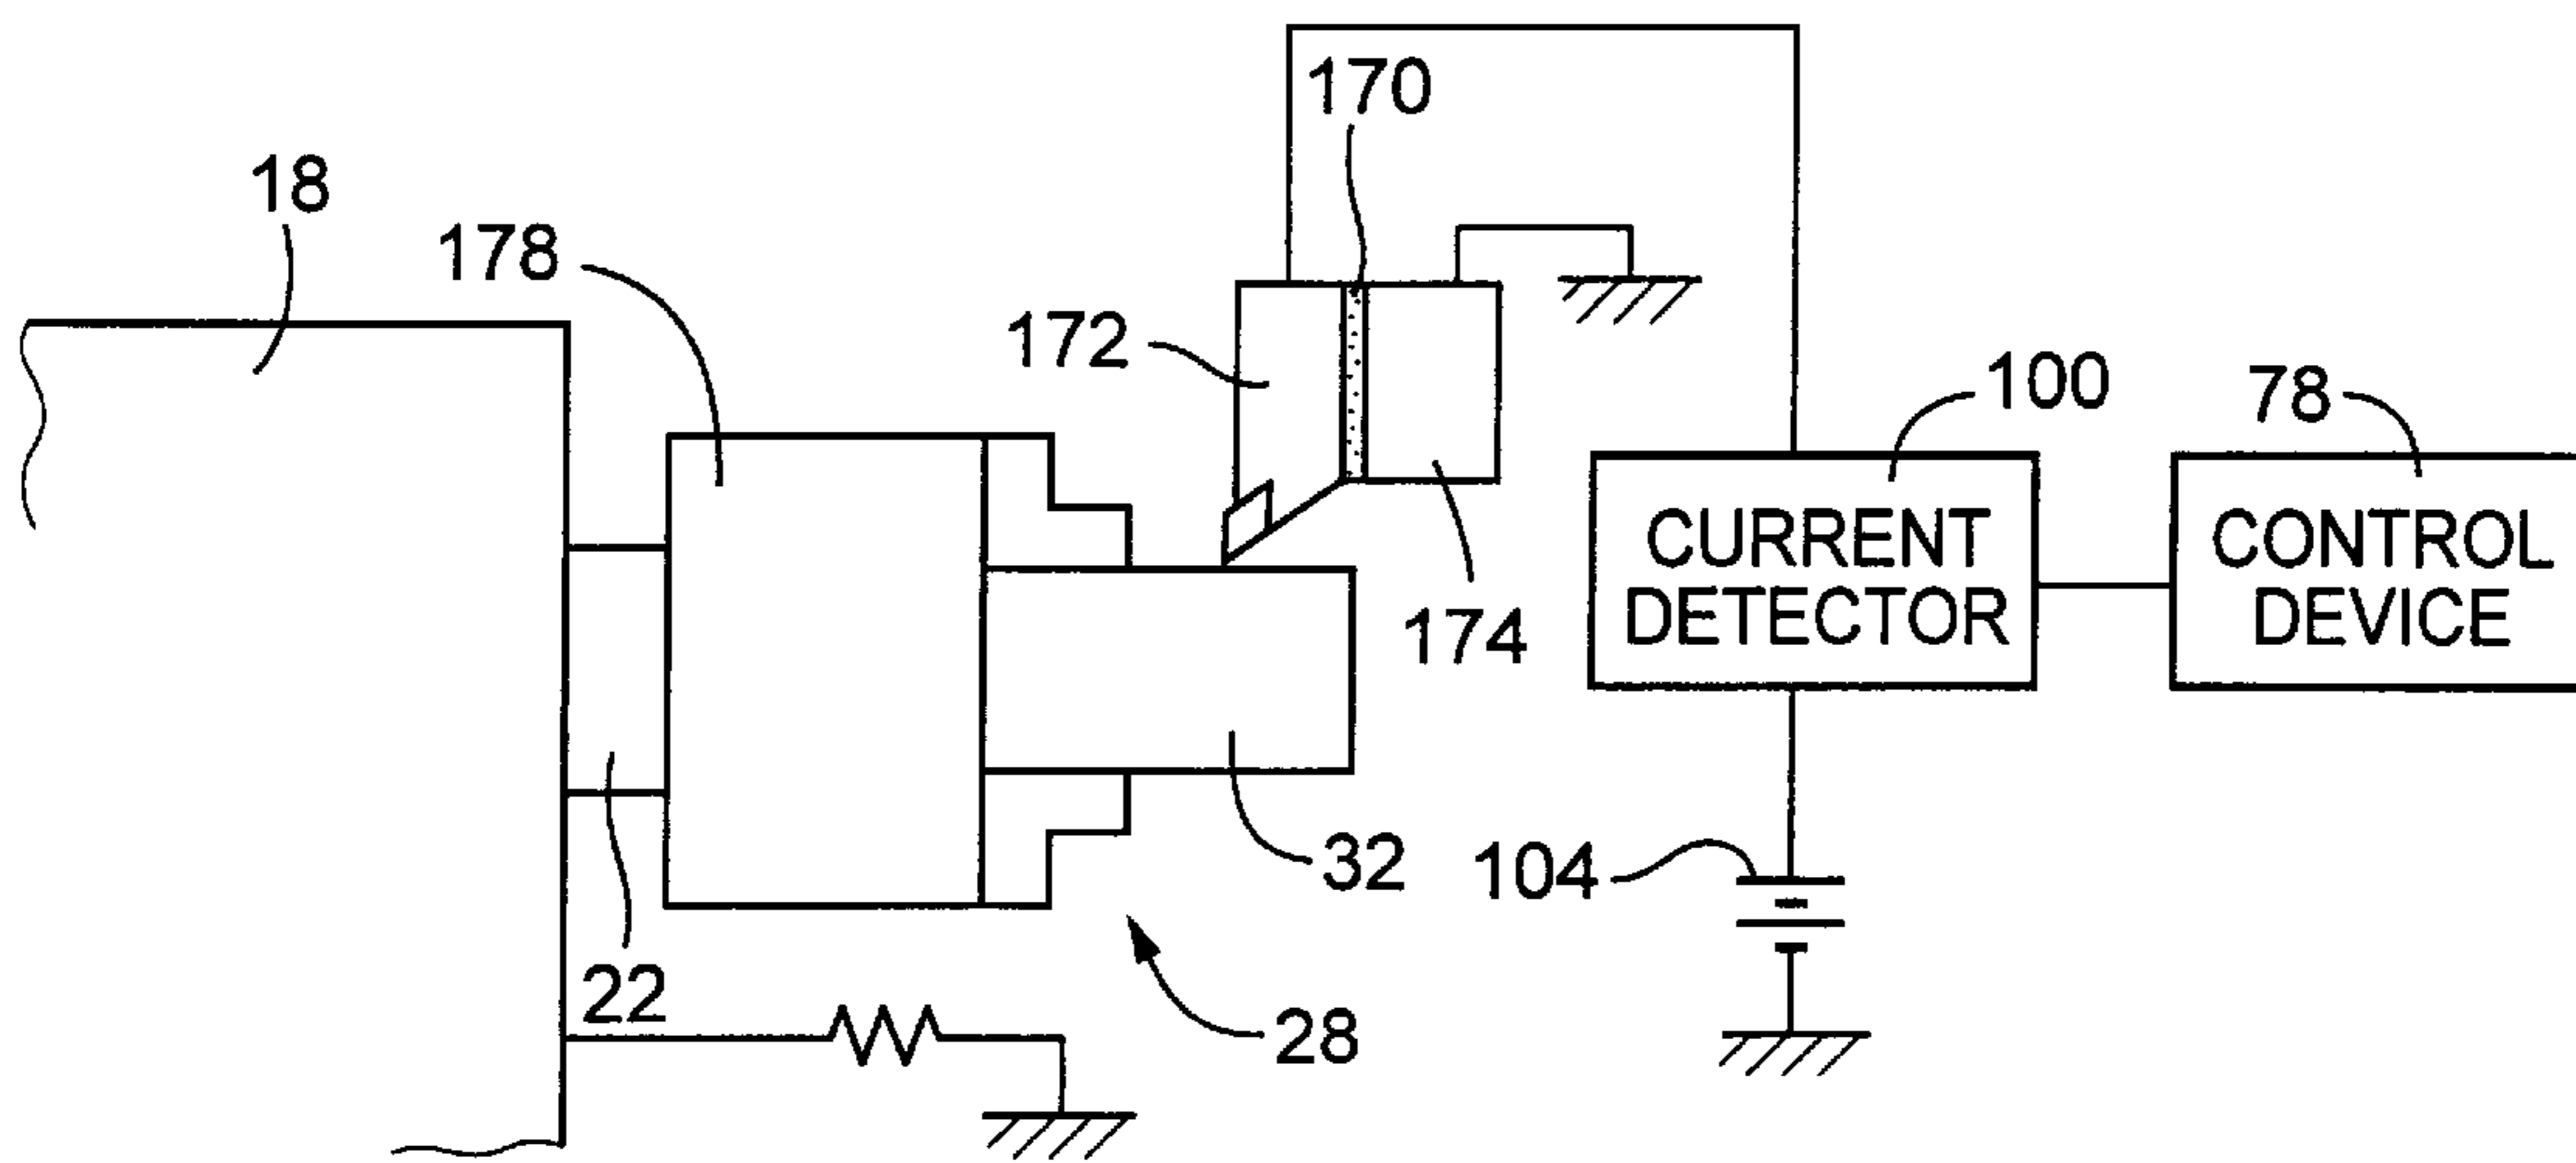 170
18
178
172
100
78
CURRENT
DETECTOR
CONTROL
DEVICE
174
32
104
22
28